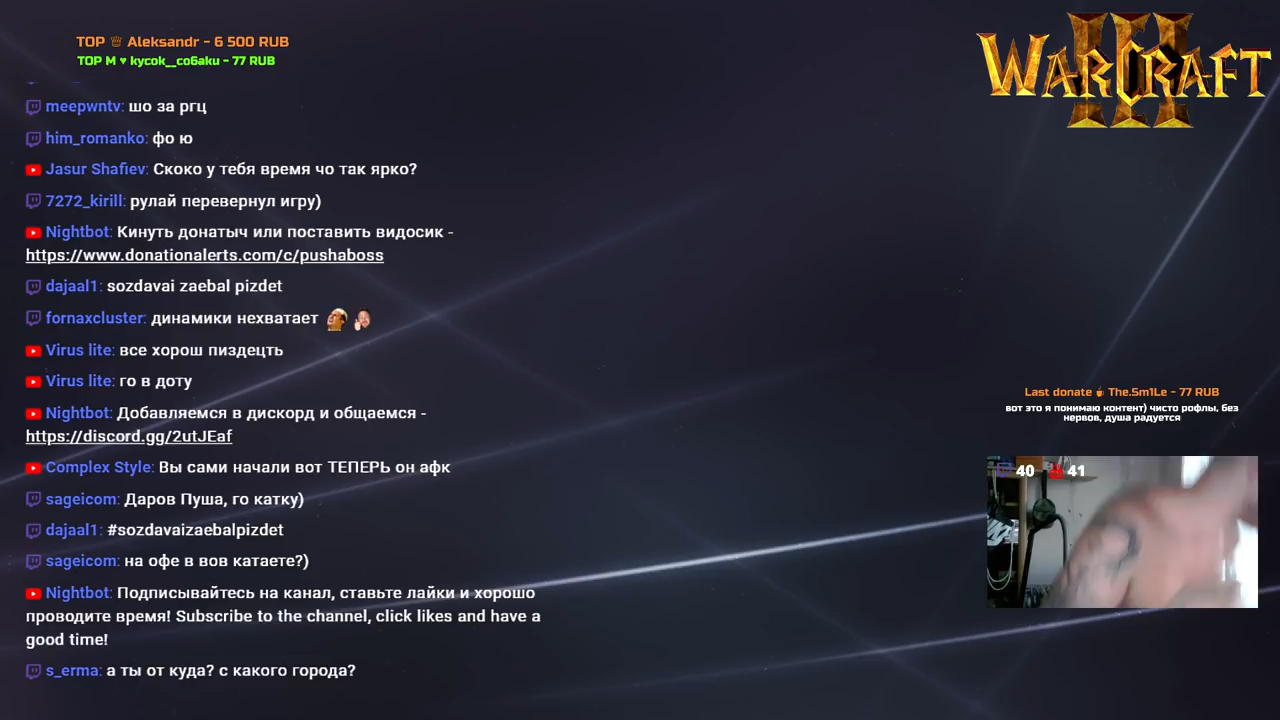 TOP ♕ Aleksandr - 6 500 RUB
TOP M ♥ kycok__co6aku - 77 RUB
WARCRAFT
III
meepwntv: шо за ргц
him_romanko: фо ю
Jasur Shafiev: Скоко у тебя время чо так ярко?
7272_kirill: рулай перевернул игру)
Nightbot: Кинуть донатыч или поставить видосик -
https://www.donationalerts.com/c/pushaboss
dajaal1: sozdavai zaebal pizdet
fornaxcluster: динамики нехватает
Virus lite: все хорош пиздецть
Virus lite: го в доту
Nightbot: Добавляемся в дискорд и общаемся -
https://discord.gg/2utJEaf
Complex Style: Вы сами начали вот ТЕПЕРЬ он афк
sageicom: Даров Пуша, го катку)
dajaal1: #sozdavaizaebalpizdet
sageicom: на офе в вов катаете?)
Nightbot: Подписывайтесь на канал, ставьте лайки и хорошо
проводите время! Subscribe to the channel, click likes and have a
good time!
s_erma: а ты от куда? с какого города?
Last donate The.5m1Le - 77 RUB
вот это я понимаю контент) чисто рофлы, без
нервов, душа радуется
40 41